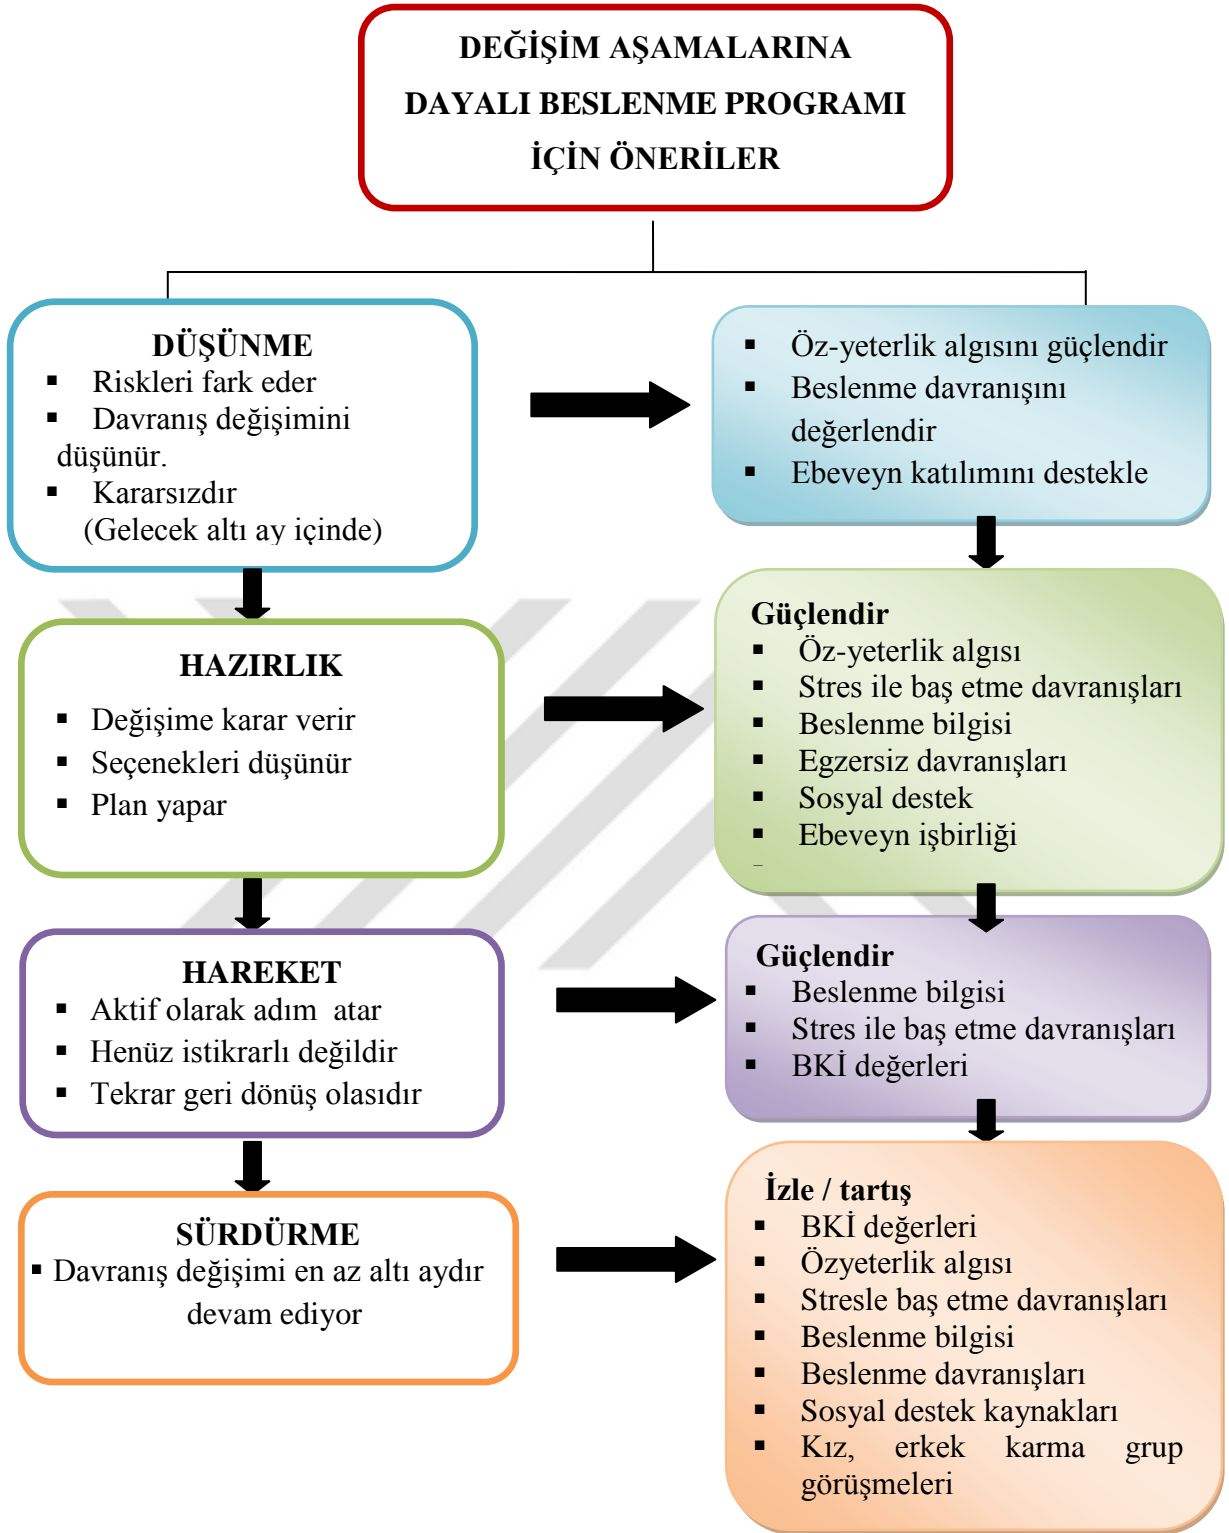 DEĞİŞİM AŞAMALARINA
DAYALI BESLENME PROGRAMI
İÇİN ÖNERİLER
DÜŞÜNME
▪ Riskleri fark eder
▪ Davranış değişimini
düşünür.
▪ Kararsızdır
(Gelecek altı ay içinde)
▪ Öz-yeterlik algısını güçlendir
▪ Beslenme davranışını
değerlendir
▪ Ebeveyn katılımını destekle
HAZIRLIK
▪ Değişime karar verir
▪ Seçenekleri düşünür
▪ Plan yapar
Güçlendir
▪ Öz-yeterlik algısı
▪ Stres ile baş etme davranışları
▪ Beslenme bilgisi
▪ Egzersiz davranışları
▪ Sosyal destek
▪ Ebeveyn işbirliği
HAREKET
▪ Aktif olarak adım atar
▪ Henüz istikrarlı değildir
▪ Tekrar geri dönüş olasıdır
Güçlendir
▪ Beslenme bilgisi
▪ Stres ile baş etme davranışları
▪ BKİ değerleri
SÜRDÜRME
▪ Davranış değişimi en az altı aydır
devam ediyor
İzle / tartış
▪ BKİ değerleri
▪ Özyeterlik algısı
▪ Stresle baş etme davranışları
▪ Beslenme bilgisi
▪ Beslenme davranışları
▪ Sosyal destek kaynakları
▪ Kız, erkek karma grup
görüşmeleri